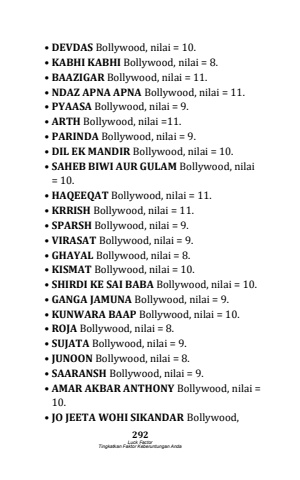 • DEVDAS Bollywood, nilai = 10.
• KABHI KABHI Bollywood, nilai = 8.
• BAAZIGAR Bollywood, nilai = 11.
• NDAZ APNA APNA Bollywood, nilai = 11.
• PYAASA Bollywood, nilai = 9.
• ARTH Bollywood, nilai =11.
• PARINDA Bollywood, nilai = 9.
• DIL EK MANDIR Bollywood, nilai = 10.
• SAHEB BIWI AUR GULAM Bollywood, nilai
= 10.
• HAQEEQAT Bollywood, nilai = 11.
• KRRISH Bollywood, nilai = 11.
• SPARSH Bollywood, nilai = 9.
• VIRASAT Bollywood, nilai = 9.
• GHAYAL Bollywood, nilai = 8.
• KISMAT Bollywood, nilai = 10.
• SHIRDI KE SAI BABA Bollywood, nilai = 10.
• GANGA JAMUNA Bollywood, nilai = 9.
• KUNWARA BAAP Bollywood, nilai = 10.
• ROJA Bollywood, nilai = 8.
• SUJATA Bollywood, nilai = 9.
• JUNOON Bollywood, nilai = 8.
• SAARANSH Bollywood, nilai = 9.
• AMAR AKBAR ANTHONY Bollywood, nilai =
10.
• JO JEETA WOHI SIKANDAR Bollywood,
292
Luck Factor
Tingkatkan Faktor Keberuntungan Anda